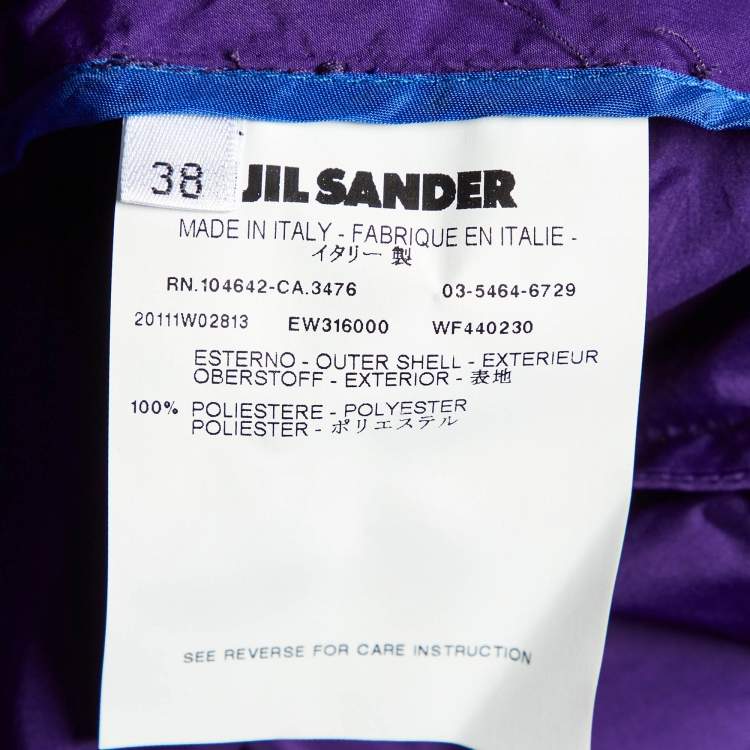 38
JIL SANDER
MADE IN ITALY - FABRIQUE EN ITALIE -
イタリー 製
RN.104642-CA.3476 03-5464-6729
20111W02813 EW316000 WF440230
ESTERNO - OUTER SHELL - EXTERIEUR
OBERSTOFF - EXTERIOR - 表地
100% POLIESTERE - POLYESTER
POLIESTER - ポリエステル
SEE REVERSE FOR CARE INSTRUCTION